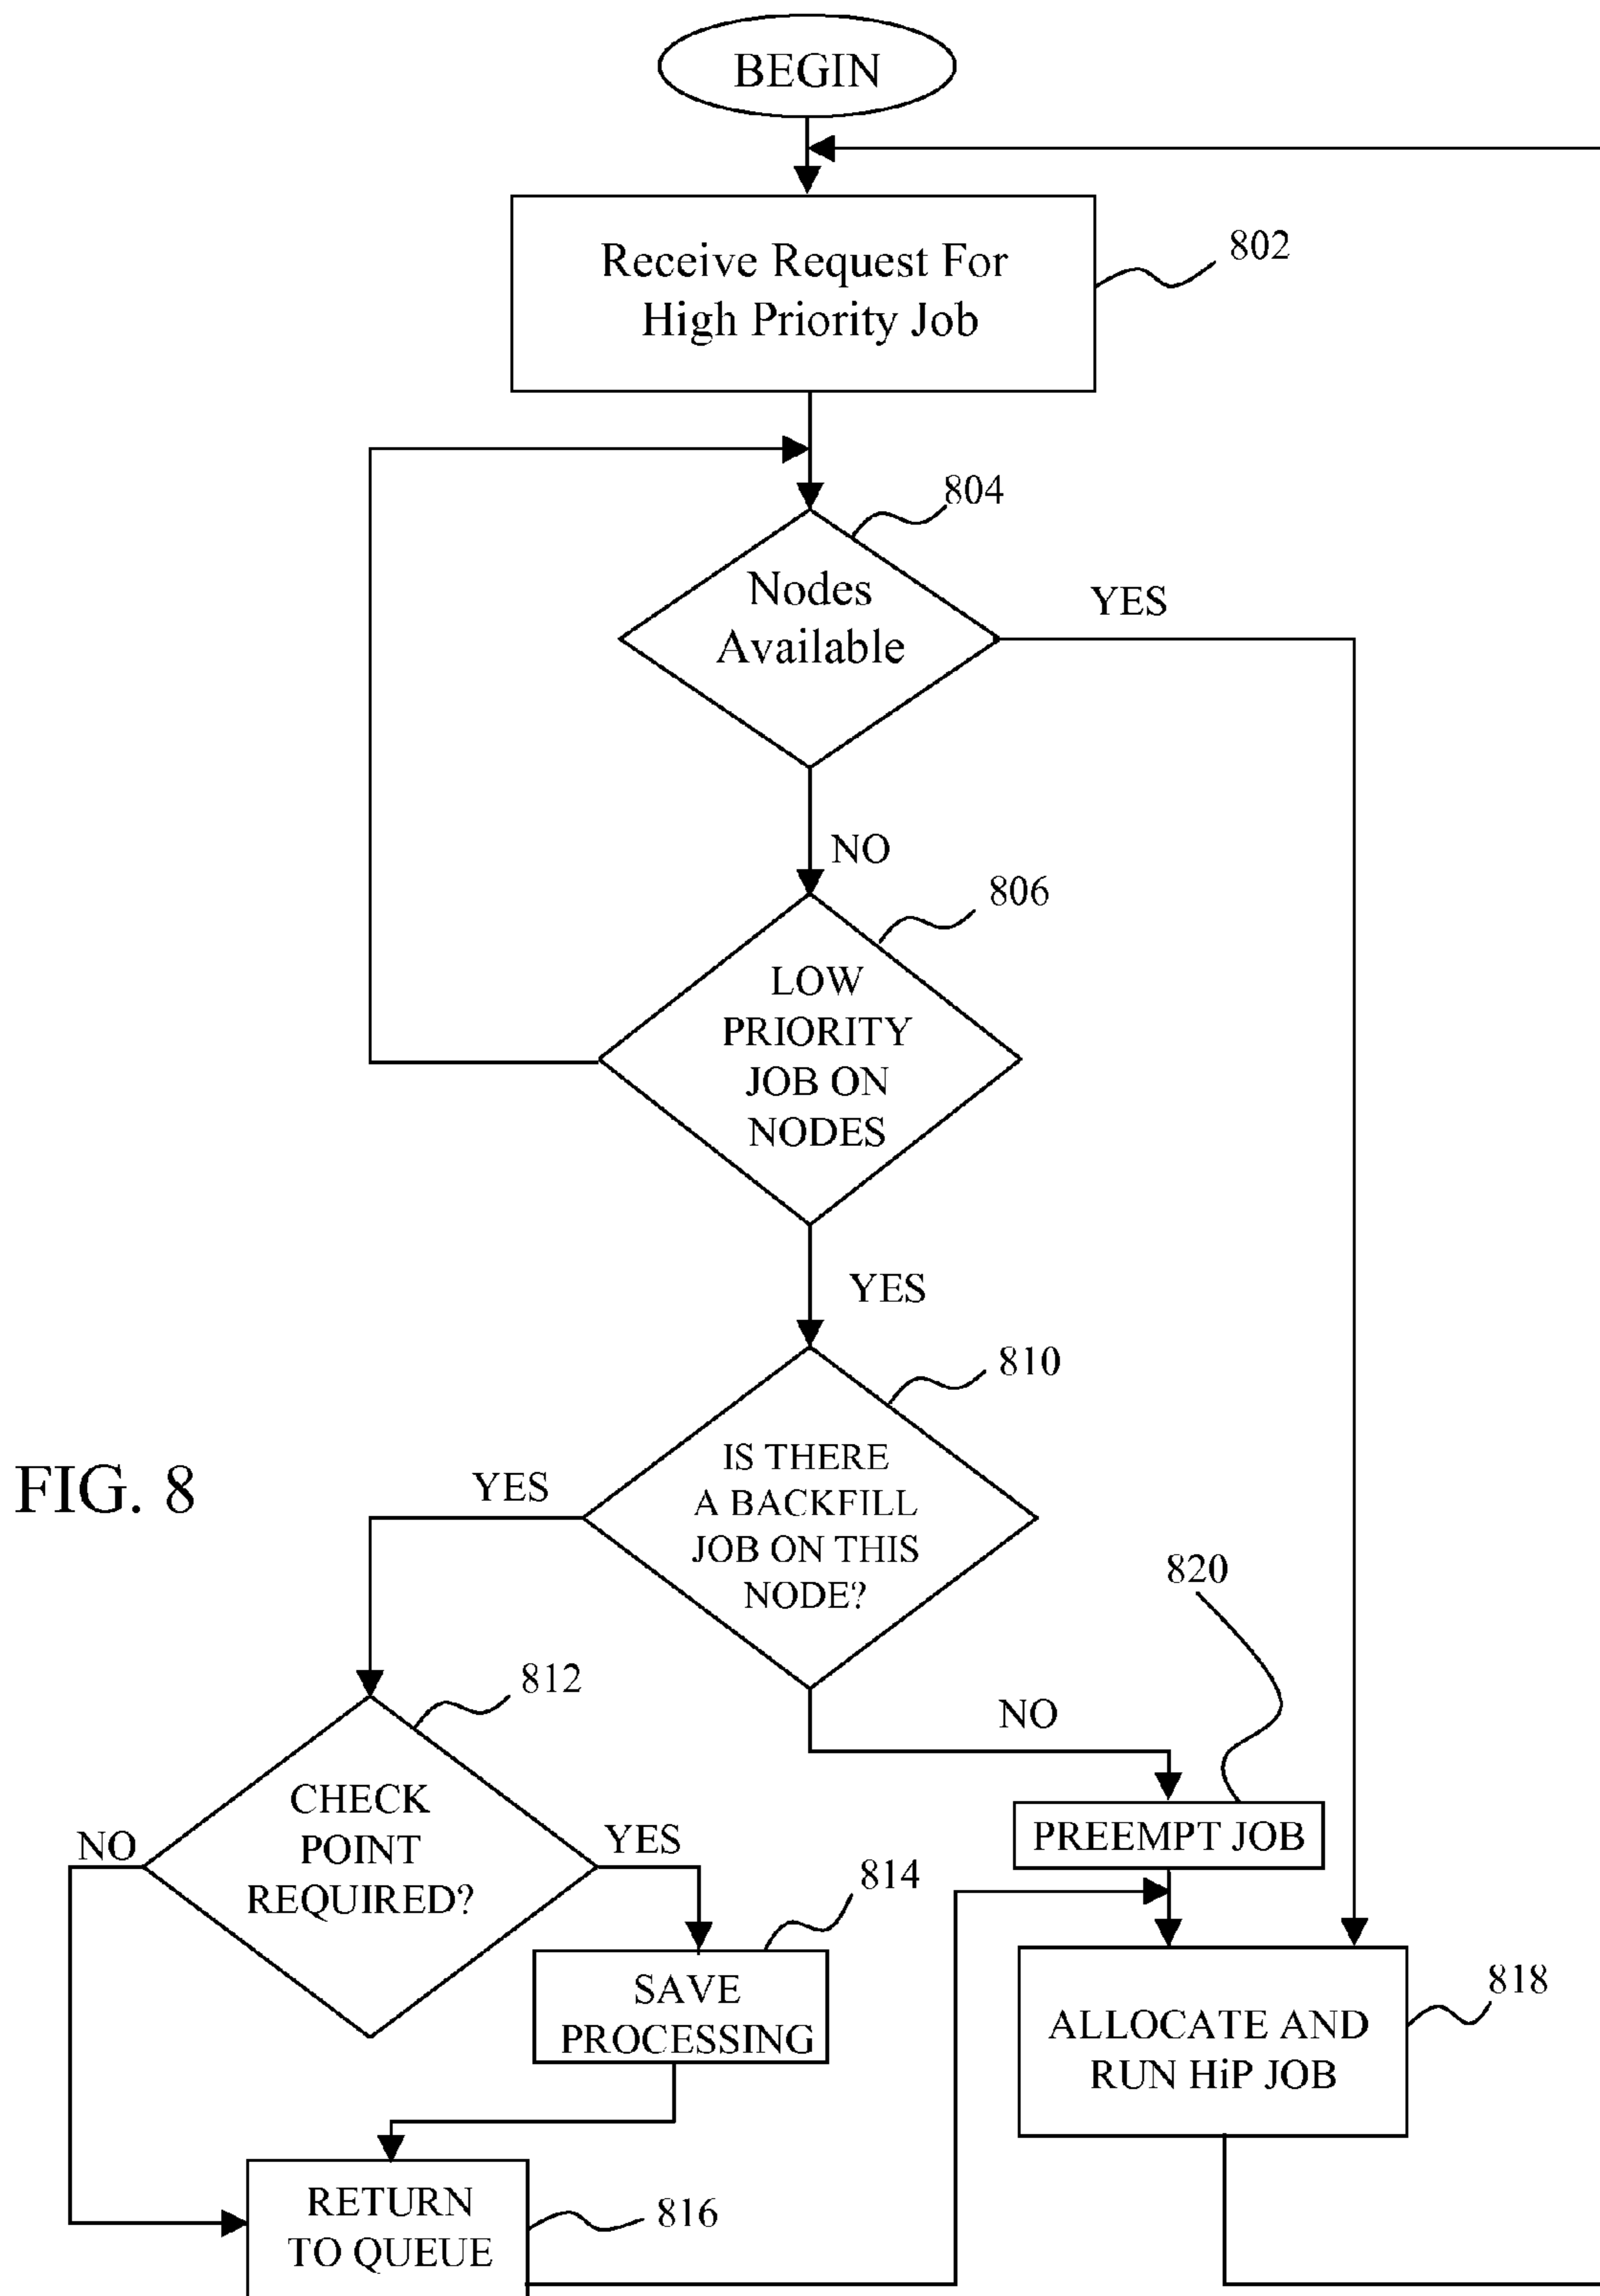 BEGIN
Receive Request For
High Priority Job
802
804
Nodes
Available
YES
NO
806
LOW
PRIORITY
JOB ON
NODES
YES
810
IS THERE
A BACKFILL
JOB ON THIS
NODE?
YES
FIG. 8
820
812
NO
CHECK
POINT
REQUIRED?
NO
YES
PREEMPT JOB
814
SAVE
PROCESSING
818
ALLOCATE AND
RUN HiP JOB
RETURN
TO QUEUE
816